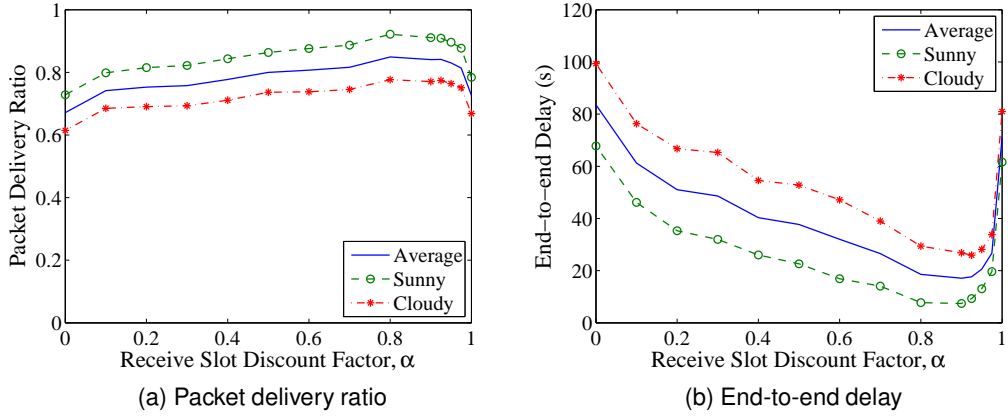 1
0.8
0.6
0.4
0.2
0
Packet Delivery Ratio
Average
Sunny
Cloudy
0 0.2 0.4 0.6 0.8 1
Receive Slot Discount Factor, α
(a) Packet delivery ratio
120
100
80
60
40
20
0
End-to-end Delay (s)
Average
Sunny
Cloudy
0 0.2 0.4 0.6 0.8 1
Receive Slot Discount Factor, α
(b) End-to-end delay